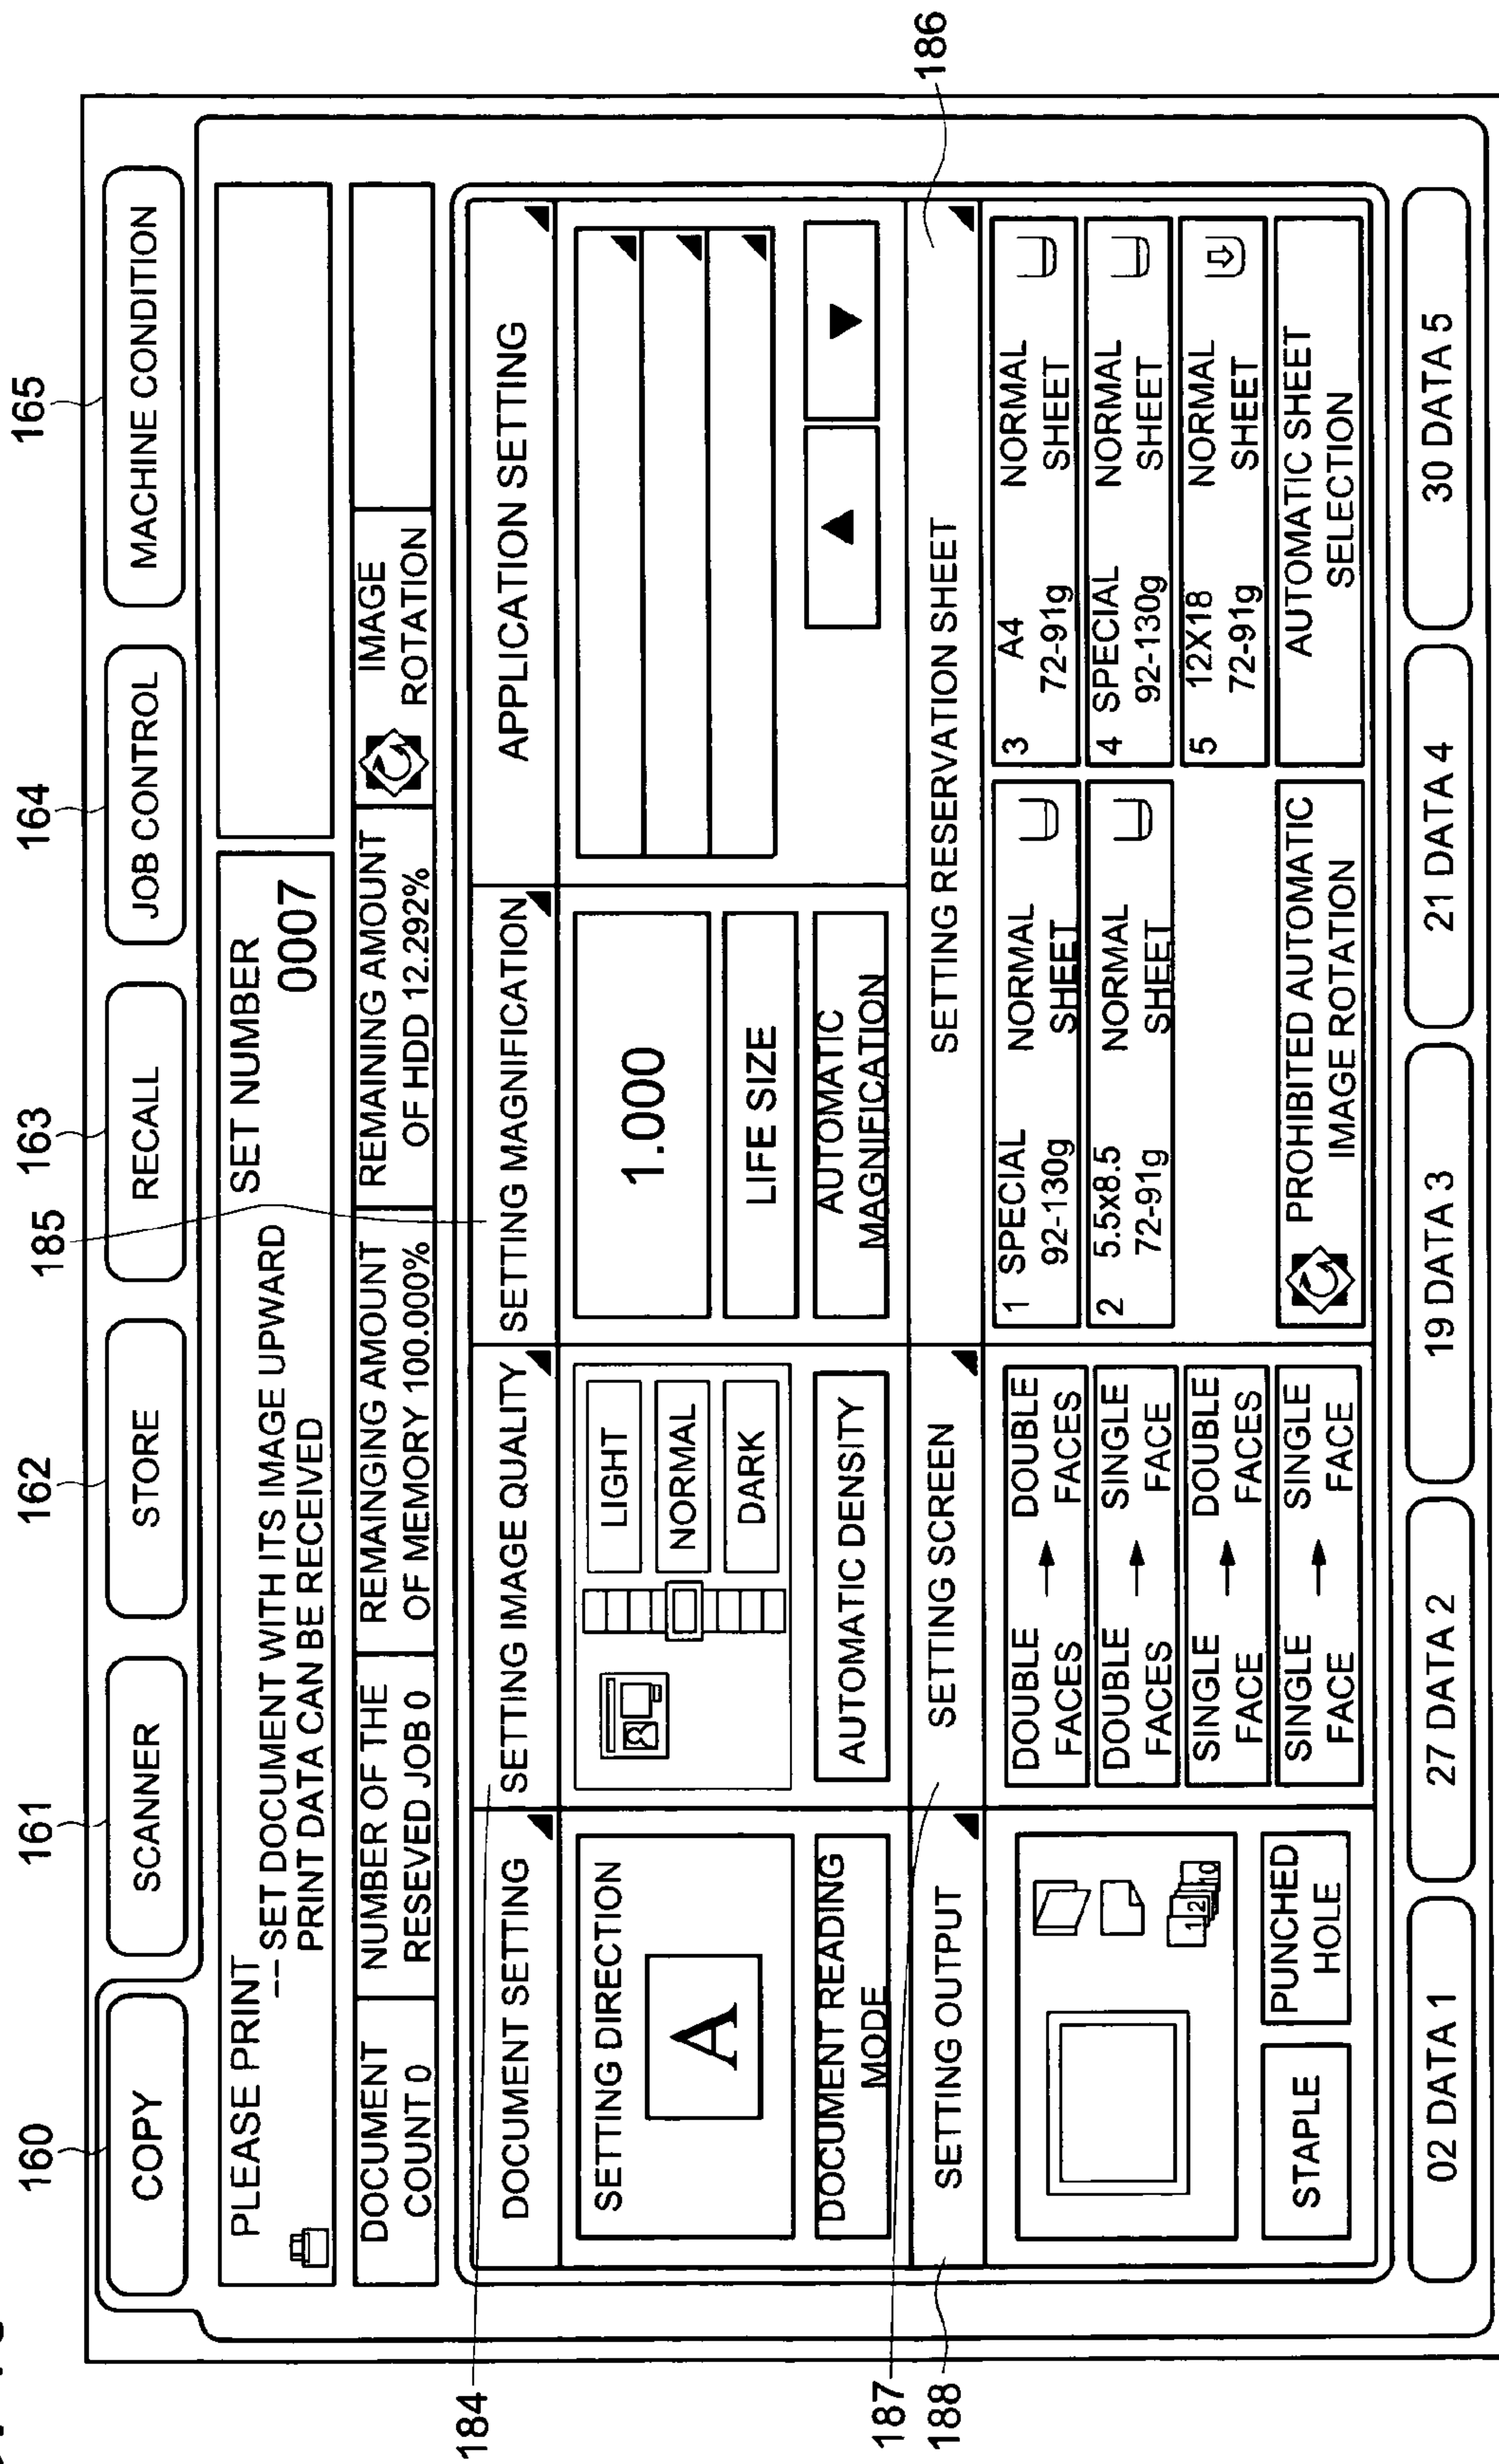 160
161
162
163
164
165
COPY
SCANNER
STORE
RECALL
JOB CONTROL
MACHINE CONDITION
185
PLEASE PRINT
-- SET DOCUMENT WITH ITS IMAGE UPWARD
PRINT DATA CAN BE RECEIVED
SET NUMBER
0007
DOCUMENT
COUNT 0
NUMBER OF THE
RESEVED JOB 0
REMAINING AMOUNT
OF MEMORY 100.000%
REMAINING AMOUNT
OF HDD 12.292%
IMAGE
ROTATION
184
DOCUMENT SETTING
SETTING DIRECTION
A
DOCUMENT READING
MODE
SETTING IMAGE QUALITY
LIGHT
NORMAL
DARK
AUTOMATIC DENSITY
SETTING MAGNIFICATION
1.000
LIFE SIZE
AUTOMATIC
MAGNIFICATION
APPLICATION SETTING
187
188
186
SETTING OUTPUT
1 2 10
STAPLE
PUNCHED
HOLE
SETTING SCREEN
DOUBLE → DOUBLE
FACES FACES
DOUBLE → SINGLE
FACES FACE
SINGLE → DOUBLE
FACE FACES
SINGLE → SINGLE
FACE FACE
SETTING RESERVATION SHEET
1 SPECIAL NORMAL
92-130g SHEET
2 5.5x8.5 NORMAL
72-91g SHEET
PROHIBITED AUTOMATIC
IMAGE ROTATION
3 A4 NORMAL
72-91g SHEET
4 SPECIAL NORMAL
92-130g SHEET
5 12X18 NORMAL
72-91g SHEET
AUTOMATIC SHEET
SELECTION
02 DATA 1
27 DATA 2
19 DATA 3
21 DATA 4
30 DATA 5